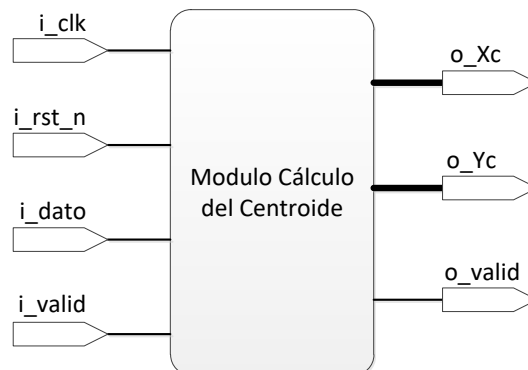 i_clk
i_rst_n
i_dato
i_valid
Modulo Cálculo
del Centroide
o_Xc
o_Yc
o_valid